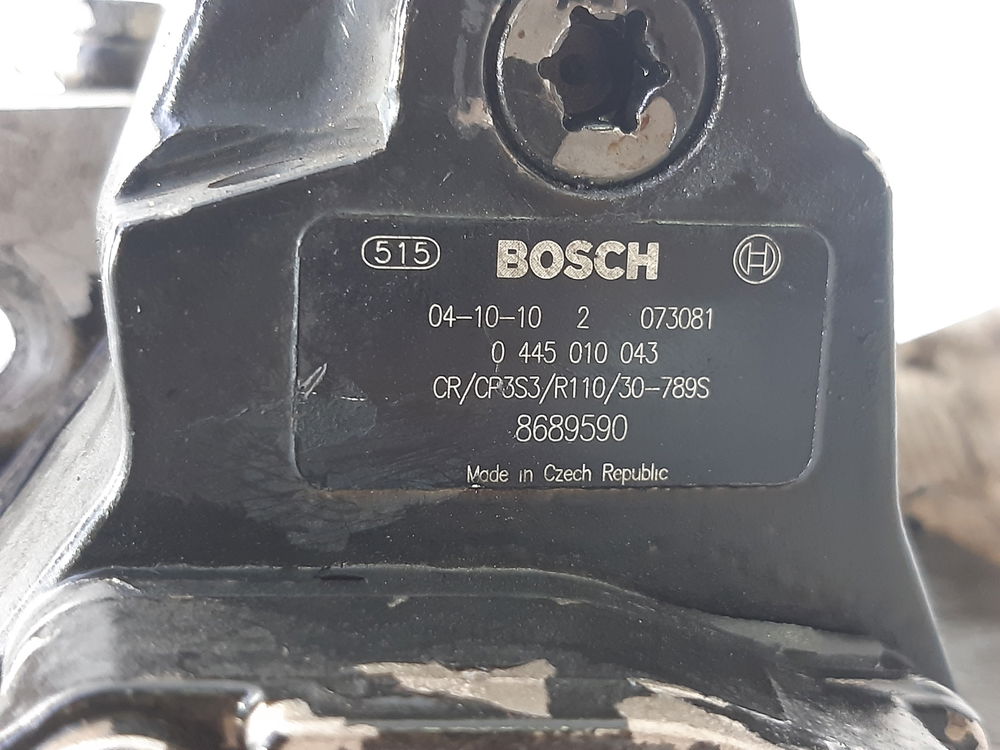 515 BOSCH
04-10-10 2 073081
0 445 010 043
CR/CP3S3/R110/30-789S
8689590
Made in Czech Republic